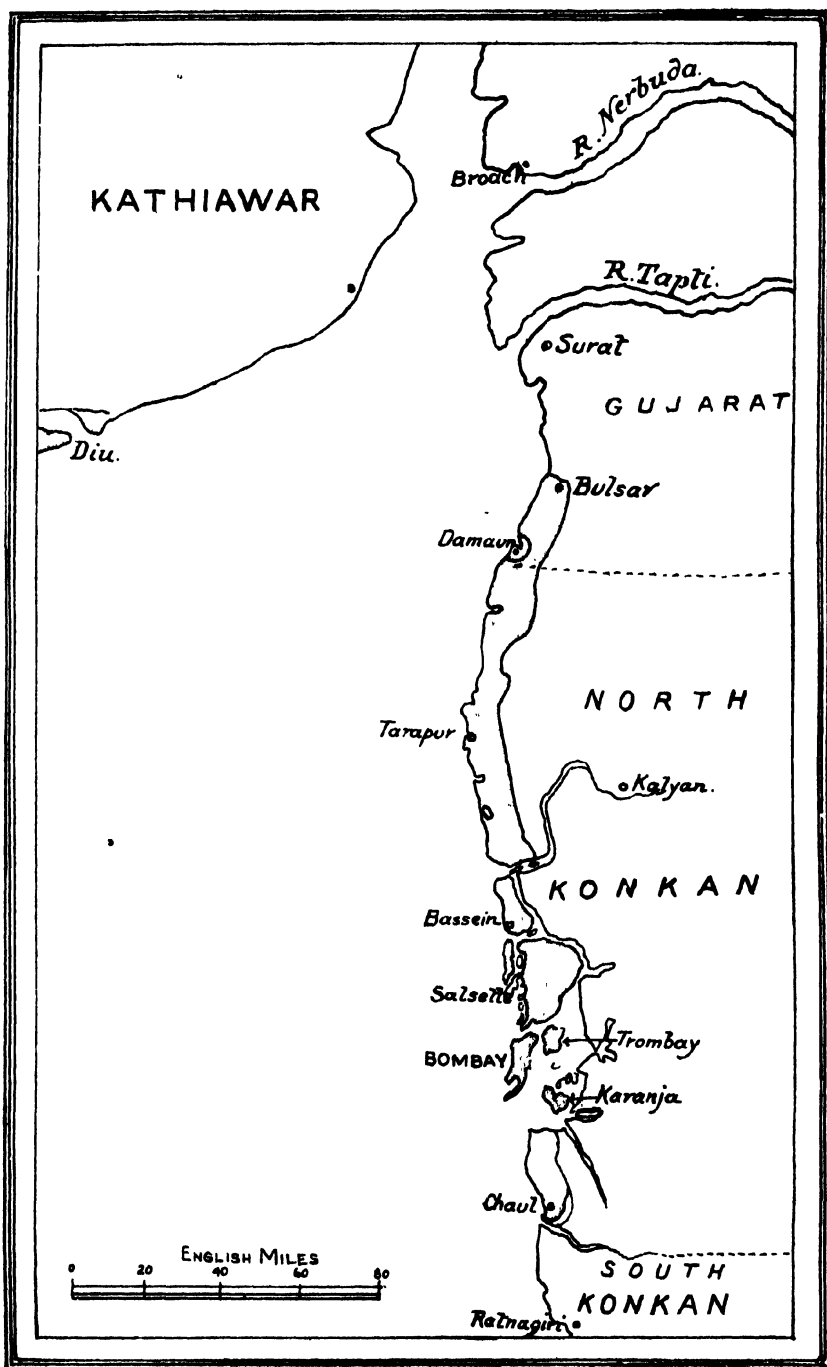 R. Nerbuda.
Broach
KATHIAWAR
R. Tapti.
Surat
GUJARAT
Diu.
Bulsar
Damaun
NORTH
Tarapur
Kalyan.
KONKAN
Bassein
Salsette
Trombay
BOMBAY
Karanja
Chaul
ENGLISH MILES
0 20 40 60 80
SOUTH
KONKAN
Ratnagiri